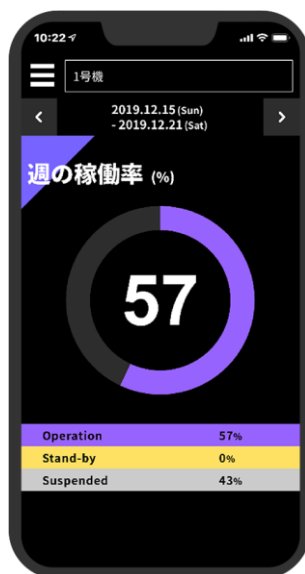 10:22
1号機
2019.12.15 (Sun)
- 2019.12.21 (Sat)
週の稼働率 (%)
57
Operation 57%
Stand-by 0%
Suspended 43%